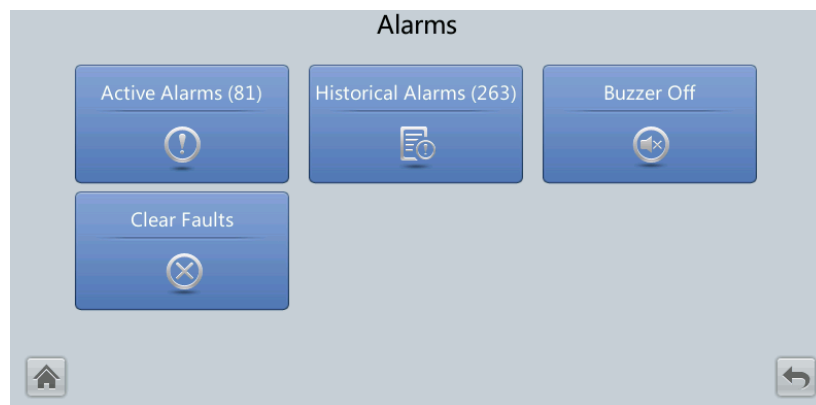 Alarms
Active Alarms (81)
Historical Alarms (263)
Buzzer Off
Clear Faults